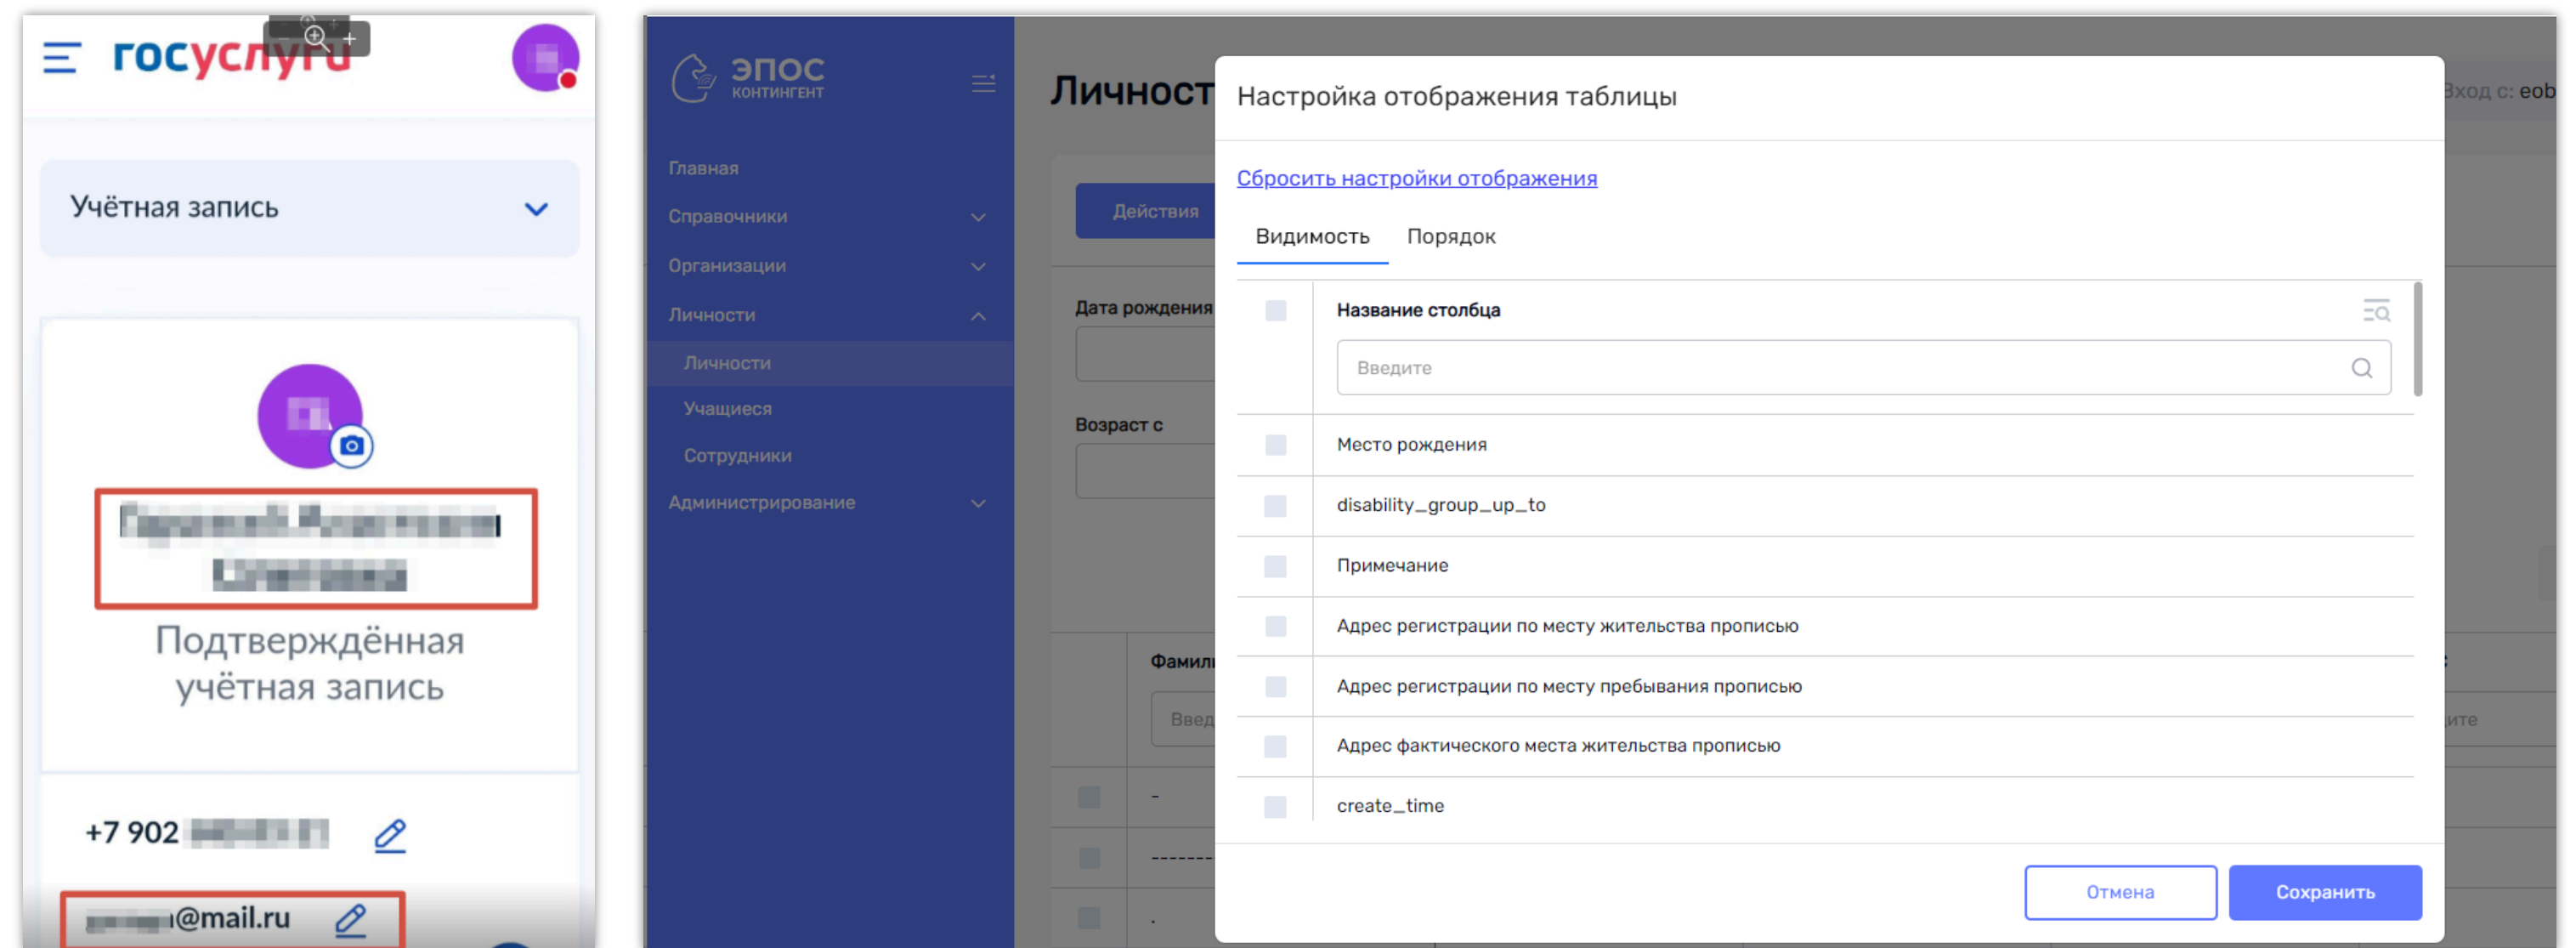 госуслуги
Учётная запись
Подтверждённая
учётная запись
+7 902
@mail.ru
ЭПОС
КОНТИНГЕНТ
Главная
Справочники
Организации
Личности
Личности
Учащиеся
Сотрудники
Администрирование
Личност
Вход с: eob
Действия
Дата рождения
Возраст с
Фамили
Введ
ите
-
--------
.
Настройка отображения таблицы
Сбросить настройки отображения
Видимость Порядок
Название столбца
Введите
Место рождения
disability_group_up_to
Примечание
Адрес регистрации по месту жительства прописью
Адрес регистрации по месту пребывания прописью
Адрес фактического места жительства прописью
create_time
Отмена Сохранить